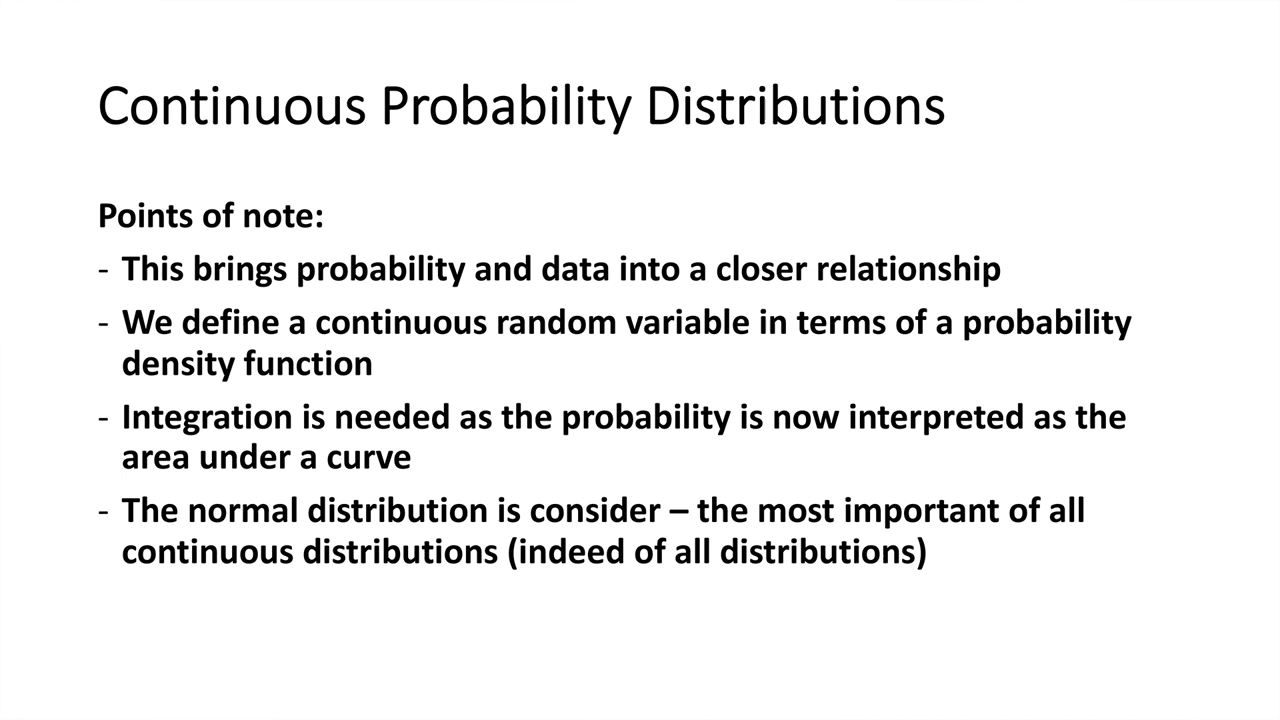 Continuous Probability Distributions
Points of note:
- This brings probability and data into a closer relationship
- We define a continuous random variable in terms of a probability
density function
- Integration is needed as the probability is now interpreted as the
area under a curve
- The normal distribution is consider – the most important of all
continuous distributions (indeed of all distributions)